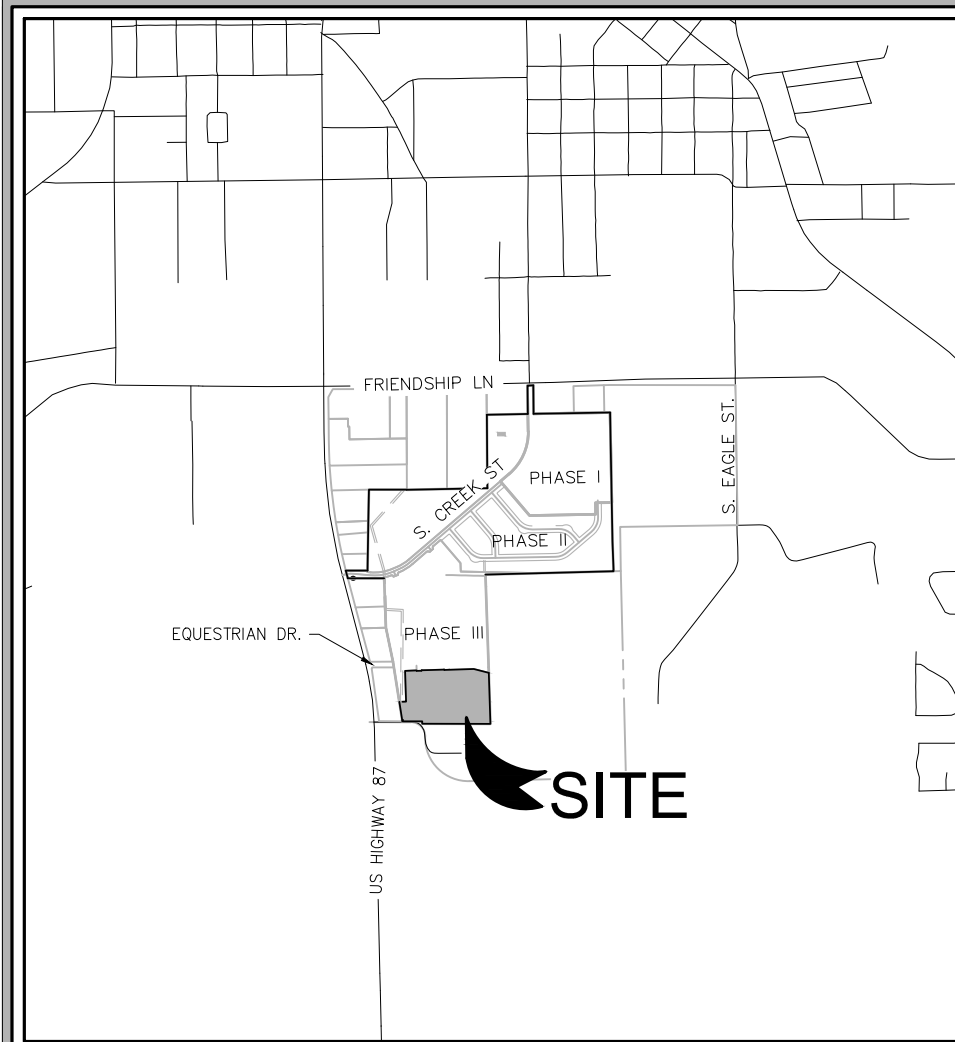 FRIENDSHIP LN
S. EAGLE ST.
S. CREEK ST
PHASE I
PHASE II
EQUESTRIAN DR.
PHASE III
US HIGHWAY 87
SITE